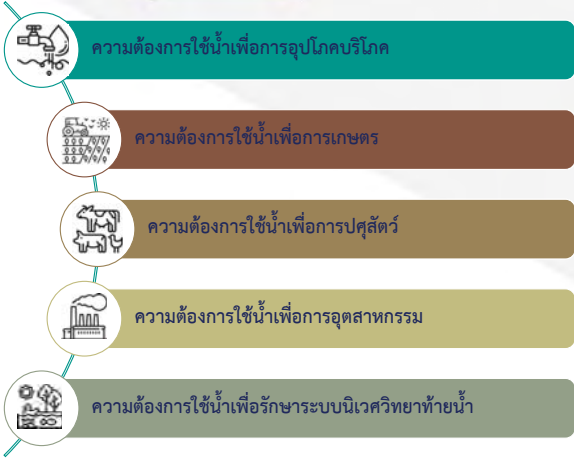 ความต้องการใช้น้ำเพื่อการอุปโภคบริโภค
ความต้องการใช้น้ำเพื่อการเกษตร
ความต้องการใช้น้ำเพื่อการปศุสัตว์
ความต้องการใช้น้ำเพื่อการอุตสาหกรรม
ความต้องการใช้น้ำเพื่อรักษาระบบนิเวศวิทยาท้ายน้ำ